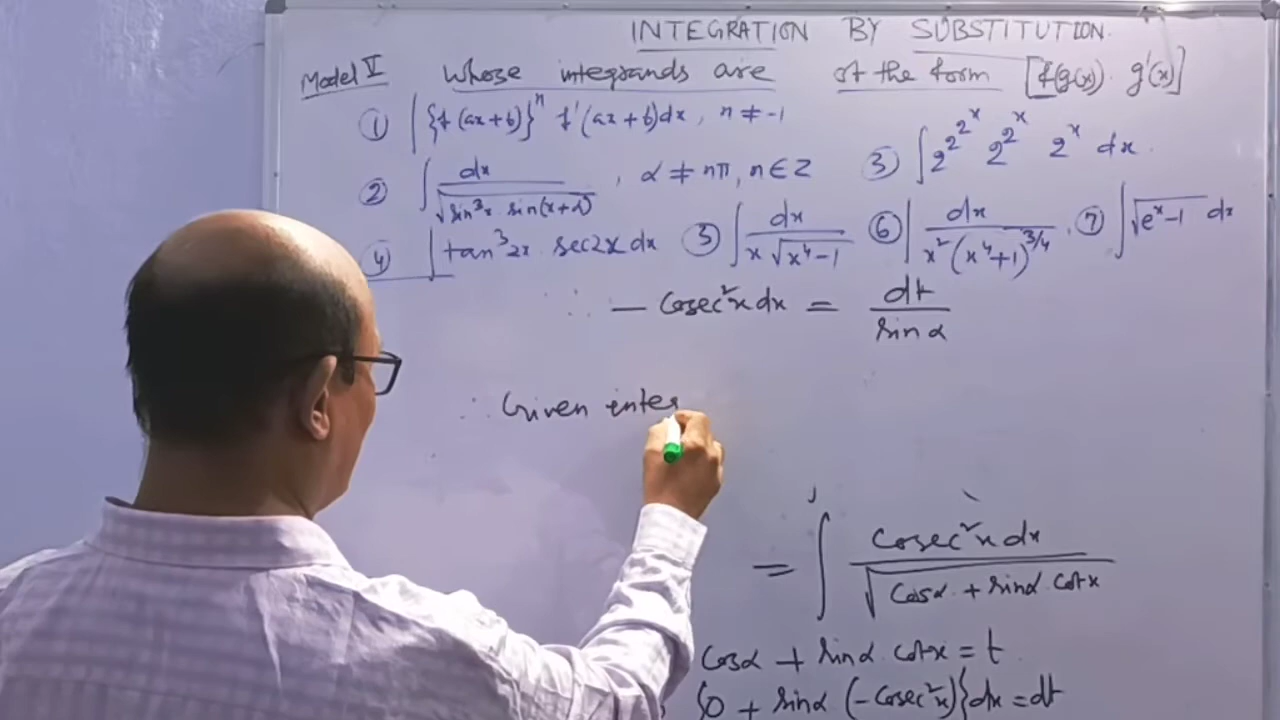 INTEGRATION BY SUBSTITUTION.
Model V Whose integrands are of the form [f(g(x)) g'(x)]
① ∫{f(ax+b)}^n f'(ax+b)dx, n ≠ -1
② ∫ dx / √(sin³x sin(x+α)) , α ≠ nπ, n ∈ Z ③ ∫ 2^2^2^x 2^2^x 2^x dx.
④ ∫ tan³2x sec2x dx ⑤ ∫ dx / (x √(x⁴-1)) ⑥ ∫ dx / (x²(x⁴+1)^3/4) . ⑦ ∫ √(e^x-1) dx
∴ - Cosec²x dx = dt / sin α
∴ Given inter
= ∫ Cosec²x dx / √(Cosα + sinα Cotx)
Cosα + sinα Cotx = t
{0 + sinα (-Cosec²x)}dx = dt